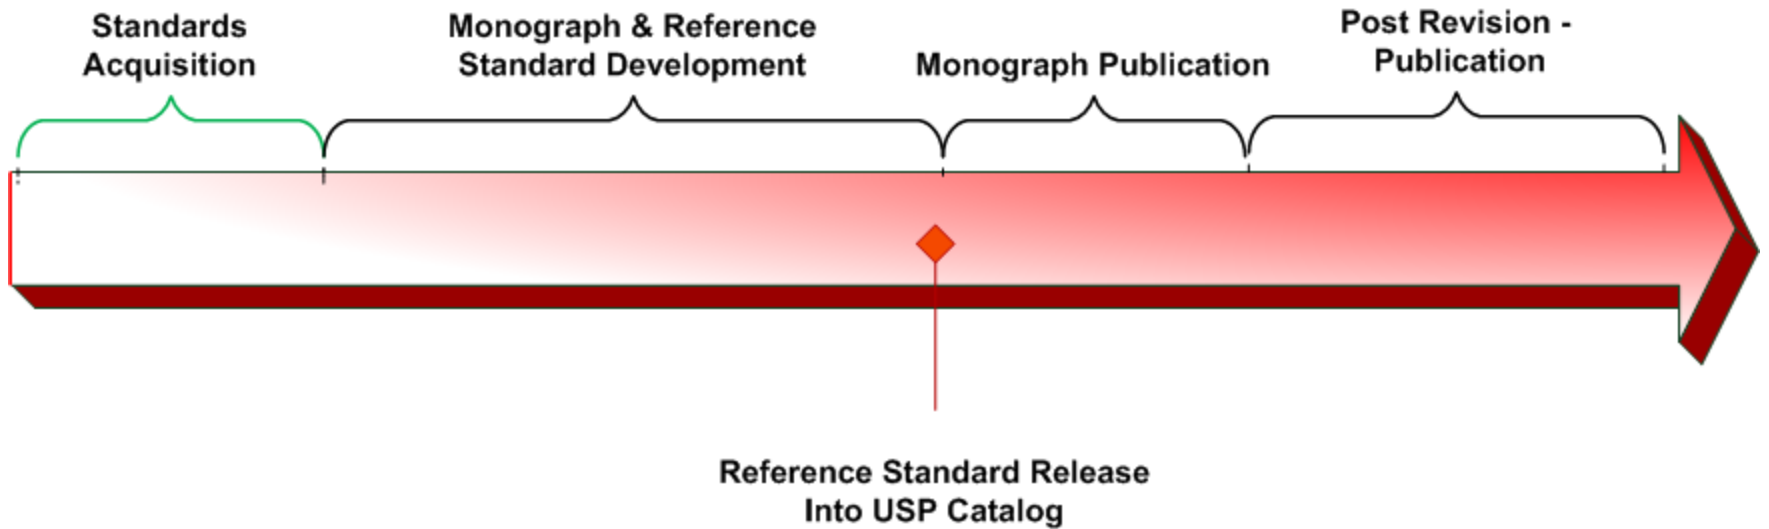 Standards
Acquisition
Monograph & Reference
Standard Development
Monograph Publication
Post Revision -
Publication
Reference Standard Release
Into USP Catalog